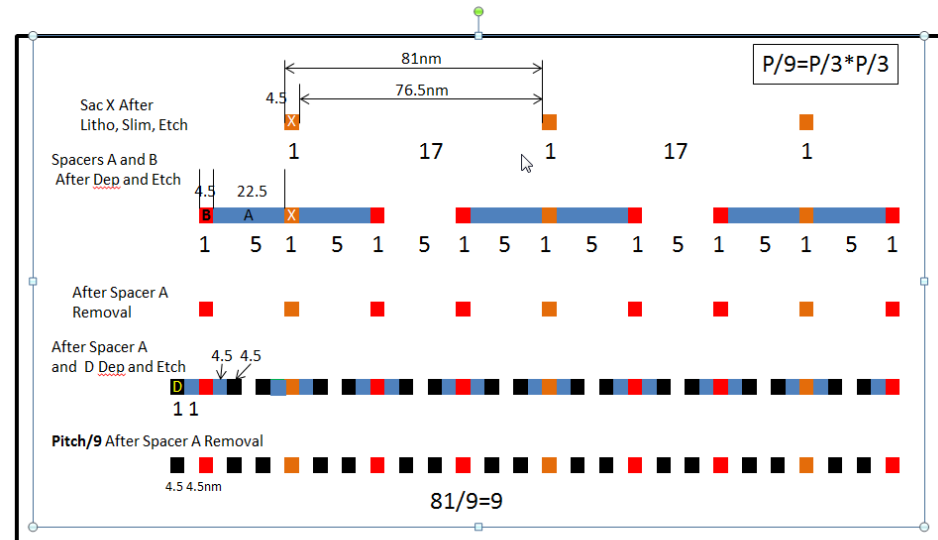 81nm
P/9=P/3*P/3
4.5
76.5nm
Sac X After
Litho, Slim, Etch
X
1 17 1 17 1
Spacers A and B
After Dep and Etch
4.5 22.5
B A X
1 5 1 5 1 5 1 5 1 5 1 5 1 5 1 5 1
After Spacer A
Removal
After Spacer A
and D Dep and Etch
4.5 4.5
D
1 1
Pitch/9 After Spacer A Removal
4.5 4.5nm
81/9=9